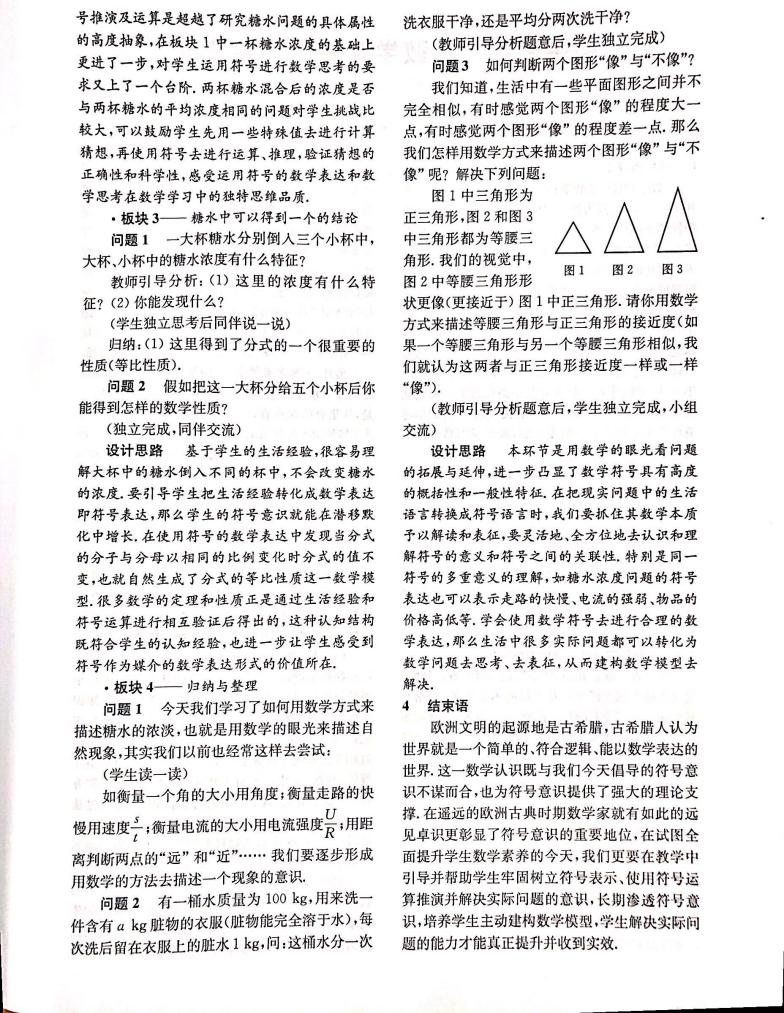 号推演及运算是超越了研究糖水问题的具体属性
的高度抽象,在板块1中一杯糖水浓度的基础上
更进了一步,对学生运用符号进行数学思考的要
求又上了一个台阶.两杯糖水混合后的浓度是否
与两杯糖水的平均浓度相同的问题对学生挑战比
较大,可以鼓励学生先用一些特殊值去进行计算
猜想,再使用符号去进行运算、推理,验证猜想的
正确性和科学性,感受运用符号的数学表达和数
学思考在数学学习中的独特思维品质.
·板块3——糖水中可以得到一个的结论
问题1 一大杯糖水分别倒人三个小杯中,
大杯、小杯中的糖水浓度有什么特征?
教师引导分析:(1)这里的浓度有什么特
征?(2)你能发现什么?
(学生独立思考后同伴说一说)
归纳:(1)这里得到了分式的一个很重要的
性质(等比性质).
问题2 假如把这一大杯分给五个小杯后你
能得到怎样的数学性质?
(独立完成,同伴交流)
设计思路 基于学生的生活经验,很容易理
解大杯中的糖水倒入不同的杯中,不会改变糖水
的浓度.要引导学生把生活经验转化成数学表达
即符号表达,那么学生的符号意识就能在潜移默
化中增长.在使用符号的数学表达中发现当分式
的分子与分母以相同的比例变化时分式的值不
变,也就自然生成了分式的等比性质这一数学模
型.很多数学的定理和性质正是通过生活经验和
符号运算进行相互验证后得出的,这种认知结构
既符合学生的认知经验,也进一步让学生感受到
符号作为媒介的数学表达形式的价值所在.
·板块4——归纳与整理
问题1 今天我们学习了如何用数学方式来
描述糖水的浓淡,也就是用数学的眼光来描述自
然现象,其实我们以前也经常这样去尝试:
(学生读一读)
如衡量一个角的大小用角度;衡量走路的快
慢用速度s/t;衡量电流的大小用电流强度U/R;用距
离判断两点的“远”和“近”……我们要逐步形成
用数学的方法去描述一个现象的意识.
问题2 有一桶水质量为100 kg,用来洗一
件含有a kg脏物的衣服(脏物能完全溶于水),每
次洗后留在衣服上的脏水1 kg,问:这桶水分一次
洗衣服干净,还是平均分两次洗干净?
(教师引导分析题意后,学生独立完成)
问题3 如何判断两个图形“像”与“不像”?
我们知道,生活中有一些平面图形之间并不
完全相似,有时感觉两个图形“像”的程度大一
点,有时感觉两个图形“像”的程度差一点.那么
我们怎样用数学方式来描述两个图形“像”与“不
像”呢?解决下列问题:
图1中三角形为
正三角形,图2和图3
中三角形都为等腰三
角形.我们的视觉中,
图2中等腰三角形形
图1 图2 图3
状更像(更接近于)图1中正三角形.请你用数学
方式来描述等腰三角形与正三角形的接近度(如
果一个等腰三角形与另一个等腰三角形相似,我
们就认为这两者与正三角形接近度一样或一样
“像”).
(教师引导分析题意后,学生独立完成,小组
交流)
设计思路 本环节是用数学的眼光看问题
的拓展与延伸,进一步凸显了数学符号具有高度
的概括性和一般性特征.在把现实问题中的生活
语言转换成符号语言时,我们要抓住其数学本质
予以解读和表征,要灵活地、全方位地去认识和理
解符号的意义和符号之间的关联性.特别是同一
符号的多重意义的理解,如糖水浓度问题的符号
表达也可以表示走路的快慢、电流的强弱、物品的
价格高低等.学会使用数学符号去进行合理的数
学表达,那么生活中很多实际问题都可以转化为
数学问题去思考、去表征,从而建构数学模型去
解决.
4 结束语
欧洲文明的起源地是古希腊,古希腊人认为
世界就是一个简单的、符合逻辑、能以数学表达的
世界.这一数学认识既与我们今天倡导的符号意
识不谋而合,也为符号意识提供了强大的理论支
撑.在遥远的欧洲古典时期数学家就有如此的远
见卓识更彰显了符号意识的重要地位,在试图全
面提升学生数学素养的今天,我们更要在教学中
引导并帮助学生牢固树立符号表示、使用符号运
算推演并解决实际问题的意识,长期渗透符号意
识,培养学生主动建构数学模型,学生解决实际问
题的能力才能真正提升并收到实效.